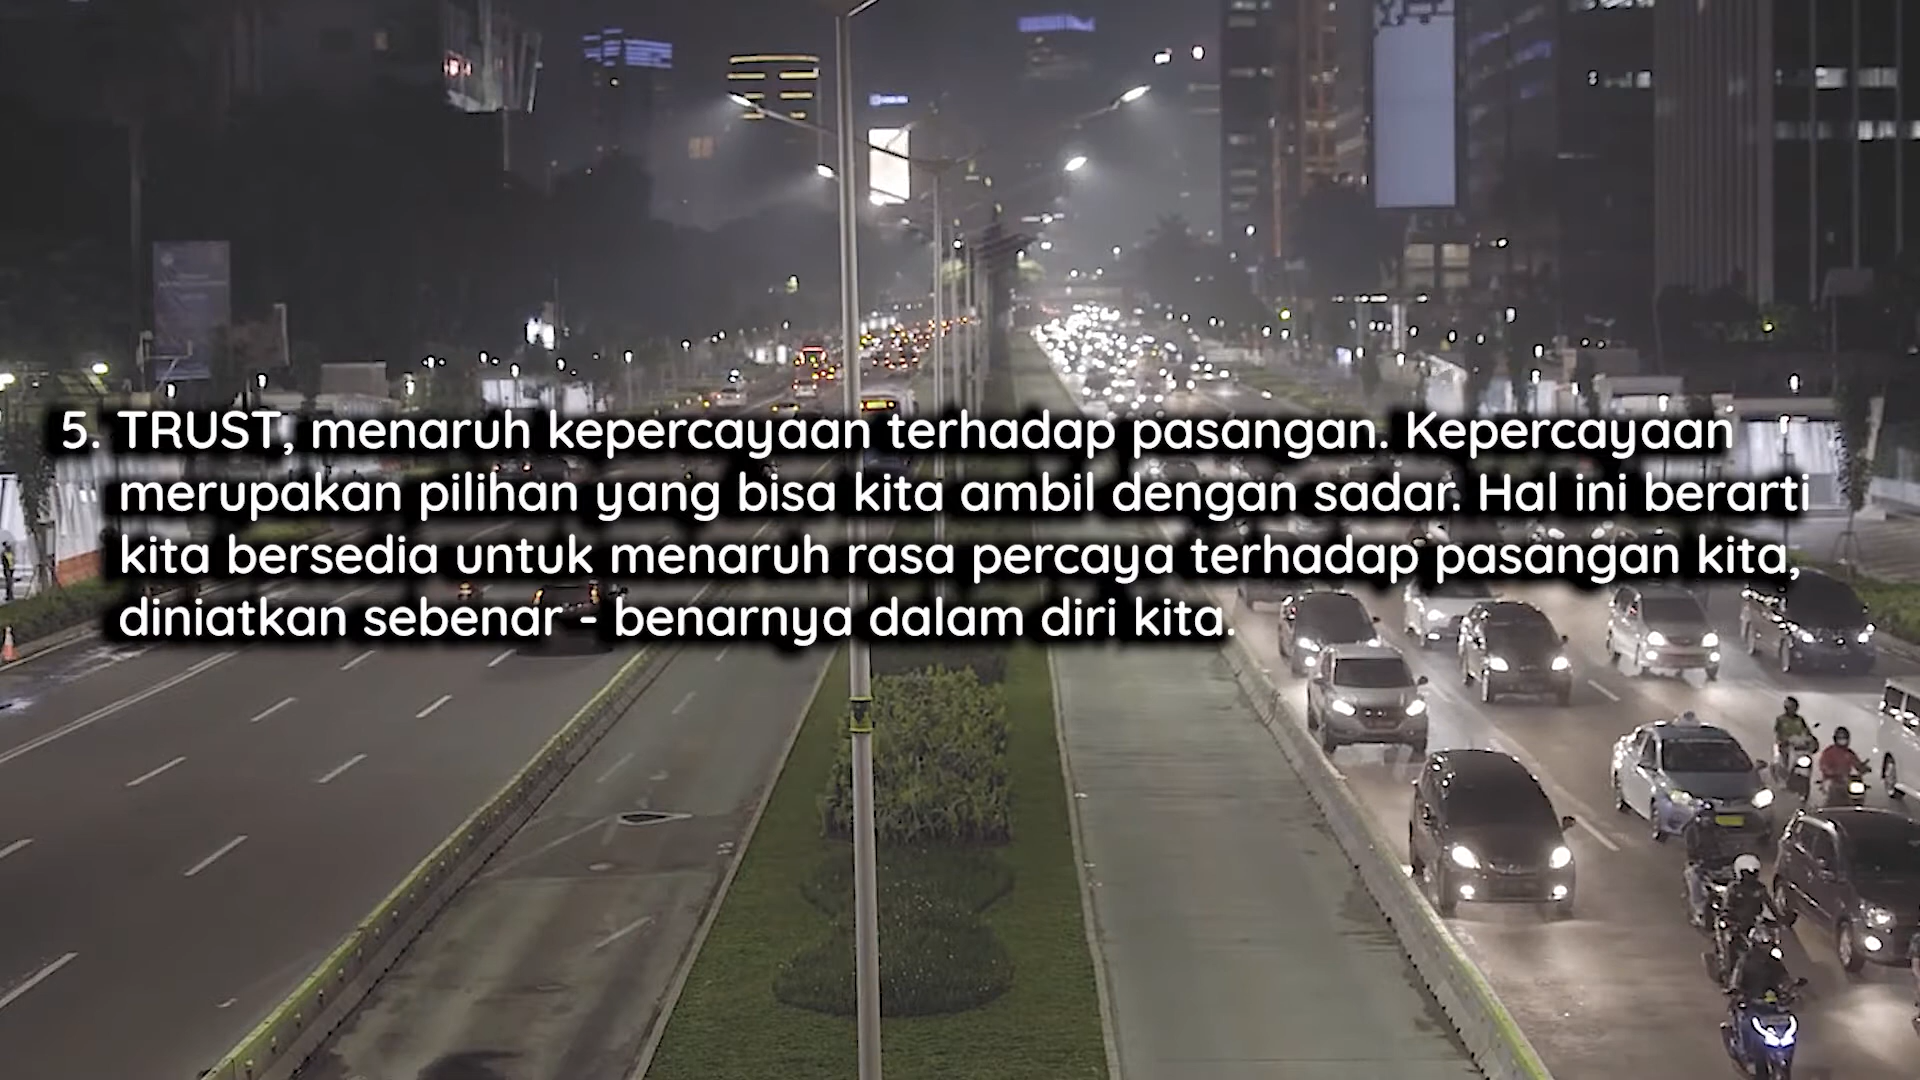 5. TRUST, menaruh kepercayaan terhadap pasangan. Kepercayaan
merupakan pilihan yang bisa kita ambil dengan sadar. Hal ini berarti
kita bersedia untuk menaruh rasa percaya terhadap pasangan kita,
diniatkan sebenar - benarnya dalam diri kita.